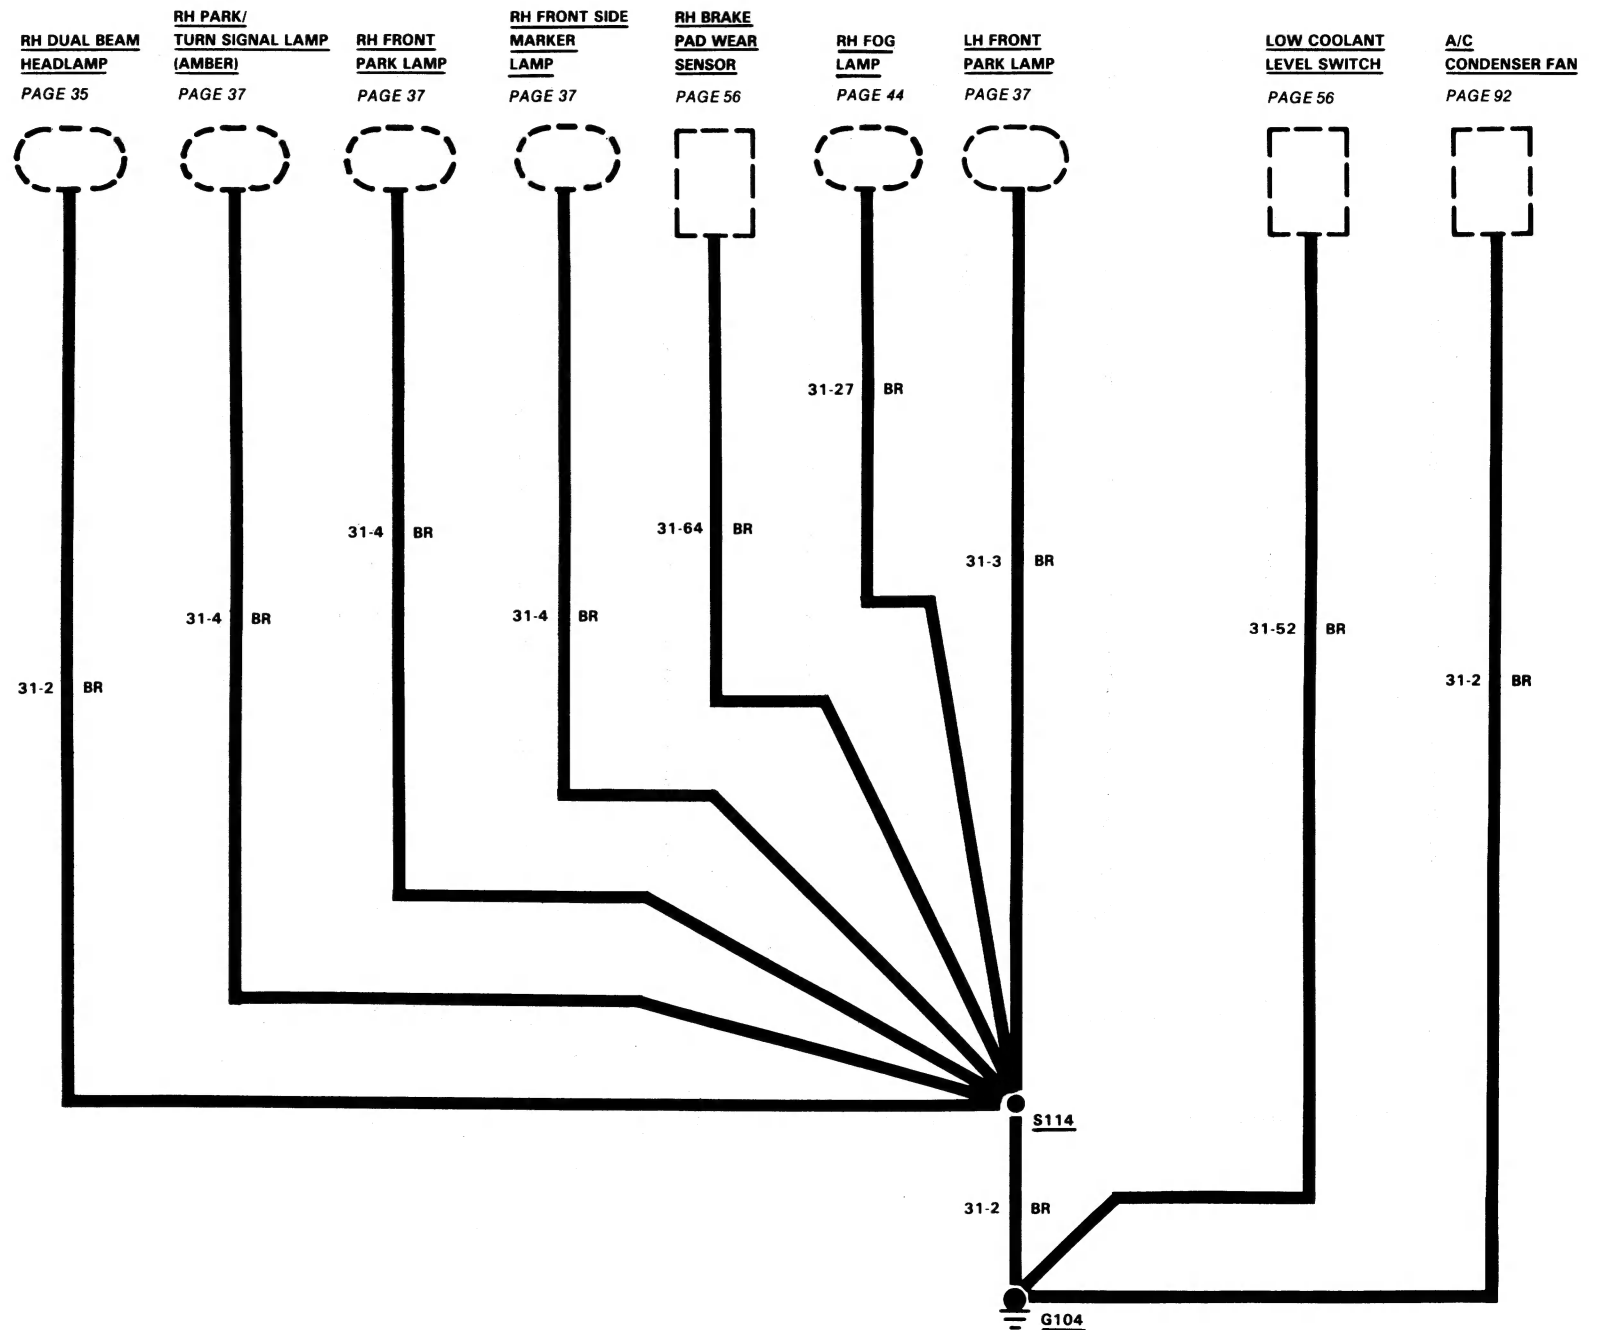 RH DUAL BEAM
HEADLAMP
PAGE 35
RH PARK/
TURN SIGNAL LAMP
(AMBER)
PAGE 37
RH FRONT
PARK LAMP
PAGE 37
RH FRONT SIDE
MARKER
LAMP
PAGE 37
RH BRAKE
PAD WEAR
SENSOR
PAGE 56
RH FOG
LAMP
PAGE 44
LH FRONT
PARK LAMP
PAGE 37
LOW COOLANT
LEVEL SWITCH
PAGE 56
A/C
CONDENSER FAN
PAGE 92
31-27 BR
31-4 BR
31-64 BR
31-3 BR
31-4 BR
31-4 BR
31-52 BR
31-2 BR
31-2 BR
S114
31-2 BR
G104